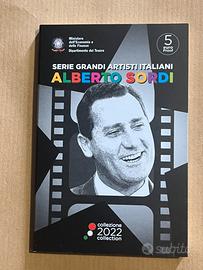 Ministero
dell'Economia e
delle Finanze
Dipartimento del Tesoro
5
euro
Proof
SERIE GRANDI ARTISTI ITALIANI
ALBERTO SORDI
collezione
2022
collection
subito